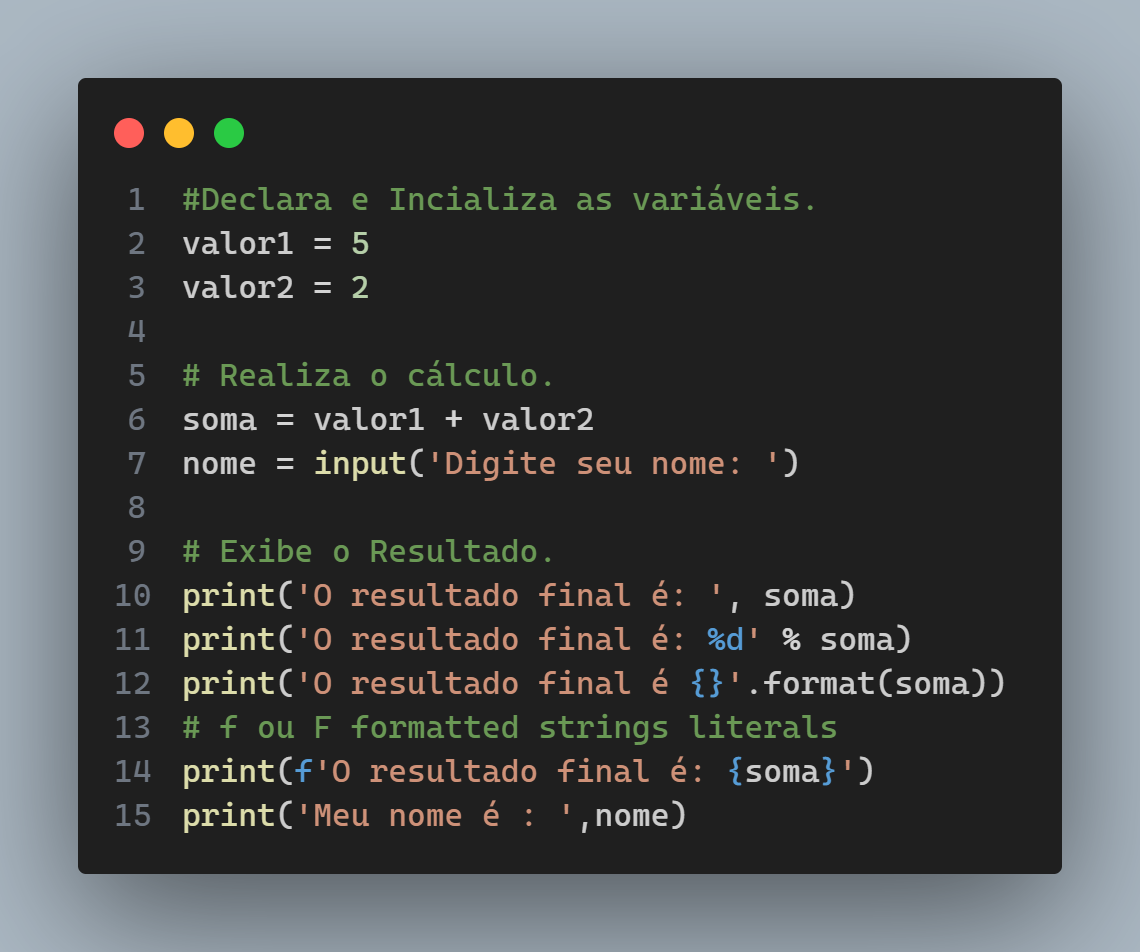 1 #Declara e Incializa as variáveis.
2 valor1 = 5
3 valor2 = 2
4
5 # Realiza o cálculo.
6 soma = valor1 + valor2
7 nome = input('Digite seu nome: ')
8
9 # Exibe o Resultado.
10 print('O resultado final é: ', soma)
11 print('O resultado final é: %d' % soma)
12 print('O resultado final é {}'.format(soma))
13 # f ou F formatted strings literals
14 print(f'O resultado final é: {soma}')
15 print('Meu nome é : ',nome)